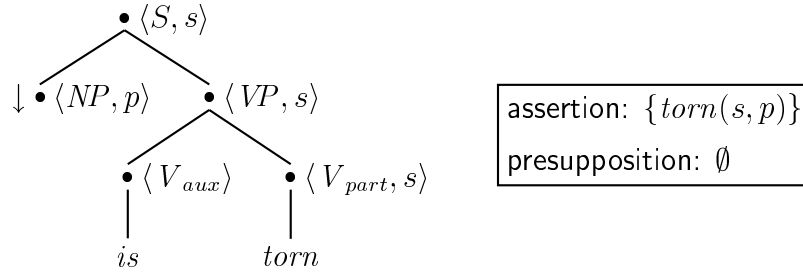 • ⟨S, s⟩
↓ • ⟨NP, p⟩ • ⟨VP, s⟩
assertion: {torn(s, p)}
presupposition: ∅
• ⟨V_aux⟩ • ⟨V_part, s⟩
is torn